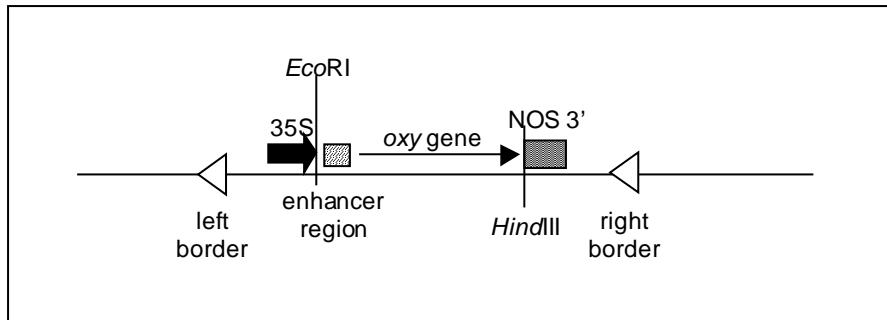 EcoRI
35S
oxy gene
NOS 3’
left
border
enhancer
region
HindIII
right
border